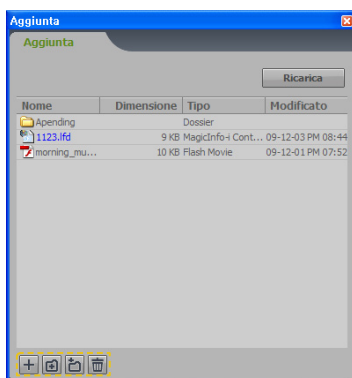 Aggiunta
Aggiunta
Ricarica
Nome Dimensione Tipo Modificato
Apending Dossier
1123.lfd 9 KB MagicInfo-i Cont... 09-12-03 PM 08:44
morning_mu... 10 KB Flash Movie 09-12-01 PM 07:52